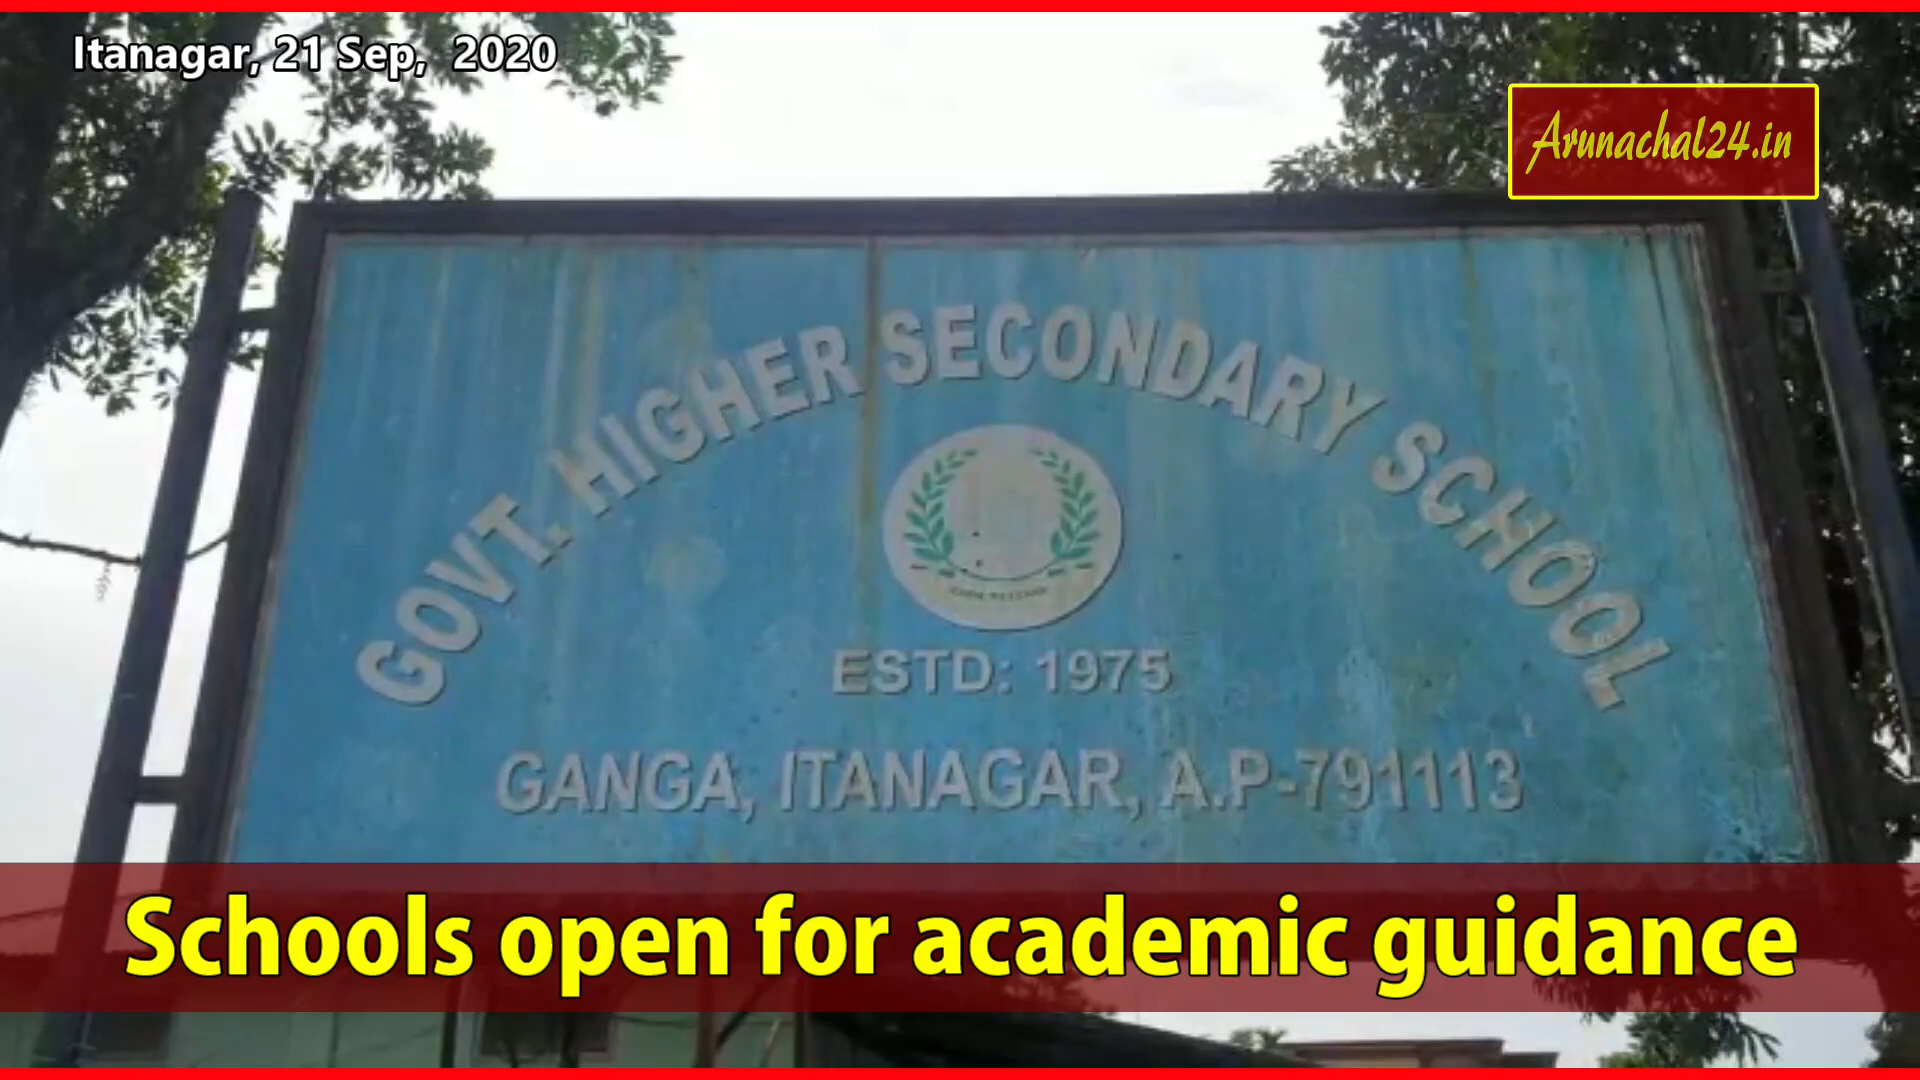 Itanagar, 21 Sep, 2020
Arunachal24.in
GOVT. HIGHER SECONDARY SCHOOL
ESTD: 1975
GANGA, ITANAGAR, A.P-791113
Schools open for academic guidance